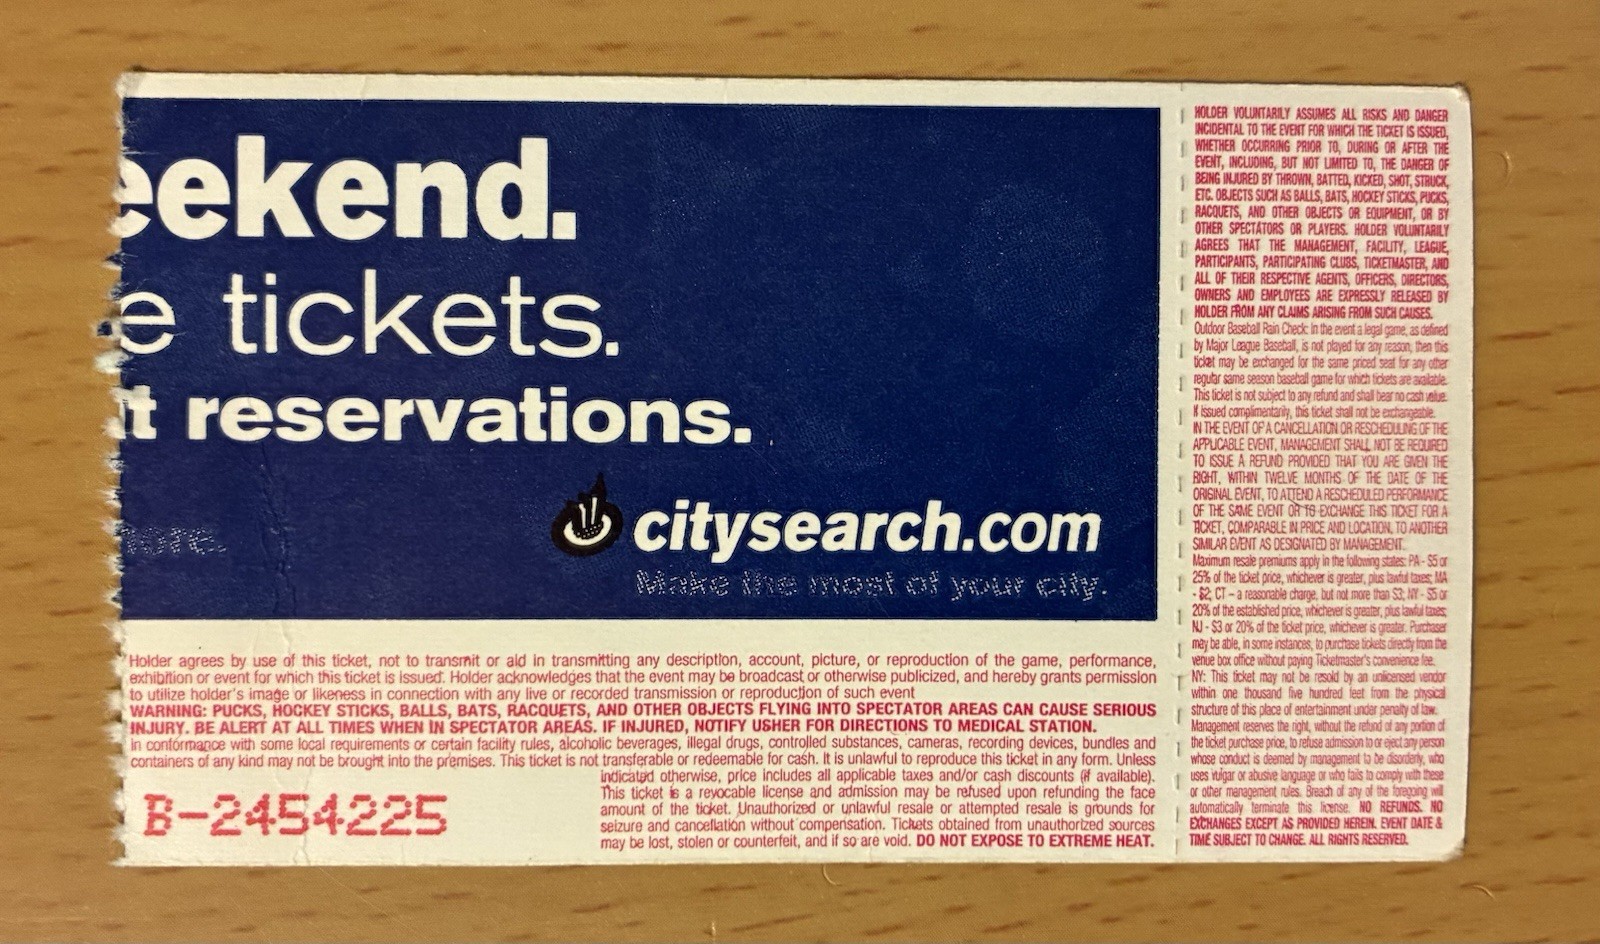 eekend.
e tickets.
t reservations.
more.
citysearch.com
Make the most of your city.
Holder agrees by use of this ticket, not to transmit or aid in transmitting any description, account, picture, or reproduction of the game, performance,
exhibition or event for which this ticket is issued. Holder acknowledges that the event may be broadcast or otherwise publicized, and hereby grants permission
to utilize holder's image or likeness in connection with any live or recorded transmission or reproduction of such event
WARNING: PUCKS, HOCKEY STICKS, BALLS, BATS, RACQUETS, AND OTHER OBJECTS FLYING INTO SPECTATOR AREAS CAN CAUSE SERIOUS
INJURY. BE ALERT AT ALL TIMES WHEN IN SPECTATOR AREAS. IF INJURED, NOTIFY USHER FOR DIRECTIONS TO MEDICAL STATION.
In conformance with some local requirements or certain facility rules, alcoholic beverages, illegal drugs, controlled substances, cameras, recording devices, bundles and
containers of any kind may not be brought into the premises. This ticket is not transferable or redeemable for cash. It is unlawful to reproduce this ticket in any form. Unless
indicated otherwise, price includes all applicable taxes and/or cash discounts (if available).
This ticket is a revocable license and admission may be refused upon refunding the face
amount of the ticket. Unauthorized or unlawful resale or attempted resale is grounds for
seizure and cancellation without compensation. Tickets obtained from unauthorized sources
may be lost, stolen or counterfeit, and if so are void. DO NOT EXPOSE TO EXTREME HEAT.
B-2454225
HOLDER VOLUNTARILY ASSUMES ALL RISKS AND DANGER
INCIDENTAL TO THE EVENT FOR WHICH THE TICKET IS ISSUED,
WHETHER OCCURRING PRIOR TO, DURING OR AFTER THE
EVENT, INCLUDING, BUT NOT LIMITED TO, THE DANGER OF
BEING INJURED BY THROWN, BATTED, KICKED, SHOT, STRUCK,
ETC. OBJECTS SUCH AS BALLS, BATS, HOCKEY STICKS, PUCKS,
RACQUETS, AND OTHER OBJECTS OR EQUIPMENT, OR BY
OTHER SPECTATORS OR PLAYERS. HOLDER VOLUNTARILY
AGREES THAT THE MANAGEMENT, FACILITY, LEAGUE,
PARTICIPANTS, PARTICIPATING CLUBS, TICKETMASTER, AND
ALL OF THEIR RESPECTIVE AGENTS, OFFICERS, DIRECTORS,
OWNERS AND EMPLOYEES ARE EXPRESSLY RELEASED BY
HOLDER FROM ANY CLAIMS ARISING FROM SUCH CAUSES.
Outdoor Baseball Rain Check: In the event a legal game, as defined
by Major League Baseball, is not played for any reason, then this
ticket may be exchanged for the same priced seat for any other
regular same season baseball game for which tickets are available.
This ticket is not subject to any refund and shall bear no cash value.
If issued complimentarily, this ticket shall not be exchangeable.
IN THE EVENT OF A CANCELLATION OR RESCHEDULING OF THE
APPLICABLE EVENT, MANAGEMENT SHALL NOT BE REQUIRED
TO ISSUE A REFUND PROVIDED THAT YOU ARE GIVEN THE
RIGHT, WITHIN TWELVE MONTHS OF THE DATE OF THE
ORIGINAL EVENT, TO ATTEND A RESCHEDULED PERFORMANCE
OF THE SAME EVENT OR TO EXCHANGE THIS TICKET FOR A
TICKET, COMPARABLE IN PRICE AND LOCATION, TO ANOTHER
SIMILAR EVENT AS DESIGNATED BY MANAGEMENT.
Maximum resale premiums apply in the following states: PA - $5 or
25% of the ticket price, whichever is greater, plus lawful taxes; MA
- $2; CT – a reasonable charge, but not more than $3; NY - $5 or
20% of the established price, whichever is greater, plus lawful taxes;
NJ - $3 or 20% of the ticket price, whichever is greater. Purchaser
may be able, in some instances, to purchase tickets directly from the
venue box office without paying Ticketmaster's convenience fee.
NY: This ticket may not be resold by an unlicensed vendor
within one thousand five hundred feet from the physical
structure of this place of entertainment under penalty of law.
Management reserves the right, without the refund of any portion of
the ticket purchase price, to refuse admission to or eject any person
whose conduct is deemed by management to be disorderly, who
uses vulgar or abusive language or who fails to comply with these
or other management rules. Breach of any of the foregoing will
automatically terminate this license. NO REFUNDS. NO
EXCHANGES EXCEPT AS PROVIDED HEREIN. EVENT DATE &
TIME SUBJECT TO CHANGE. ALL RIGHTS RESERVED.